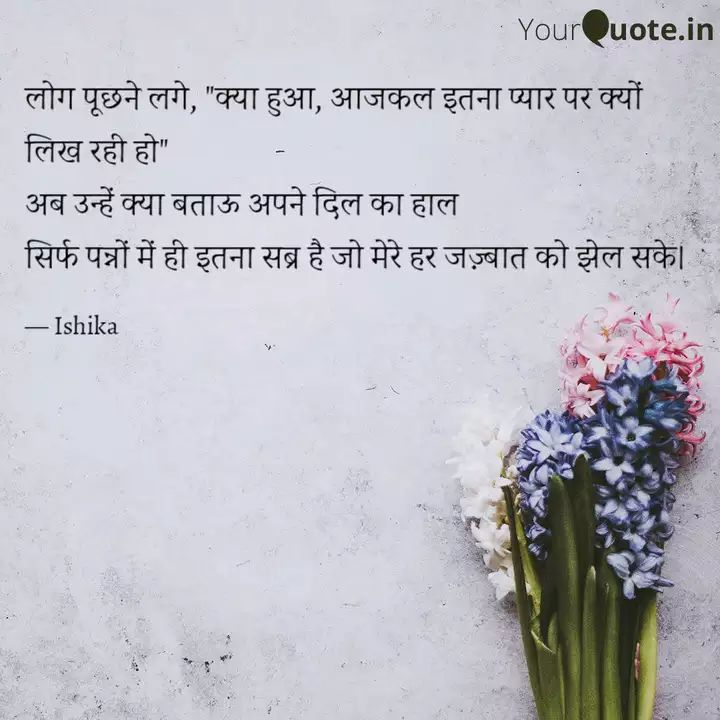 YourQuote.in
लोग पूछने लगे, "क्या हुआ, आजकल इतना प्यार पर क्यों
लिख रही हो"
अब उन्हें क्या बताऊ अपने दिल का हाल
सिर्फ पन्नों में ही इतना सब्र है जो मेरे हर जज़्बात को झेल सके।
— Ishika